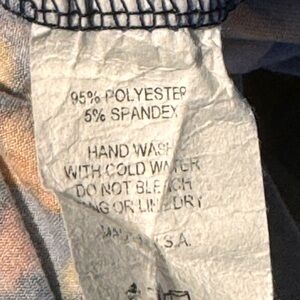 95% POLYESTER
5% SPANDEX
HAND WASH
WITH COLD WATER
DO NOT BLEACH
OR LINE DRY
U.S.A.